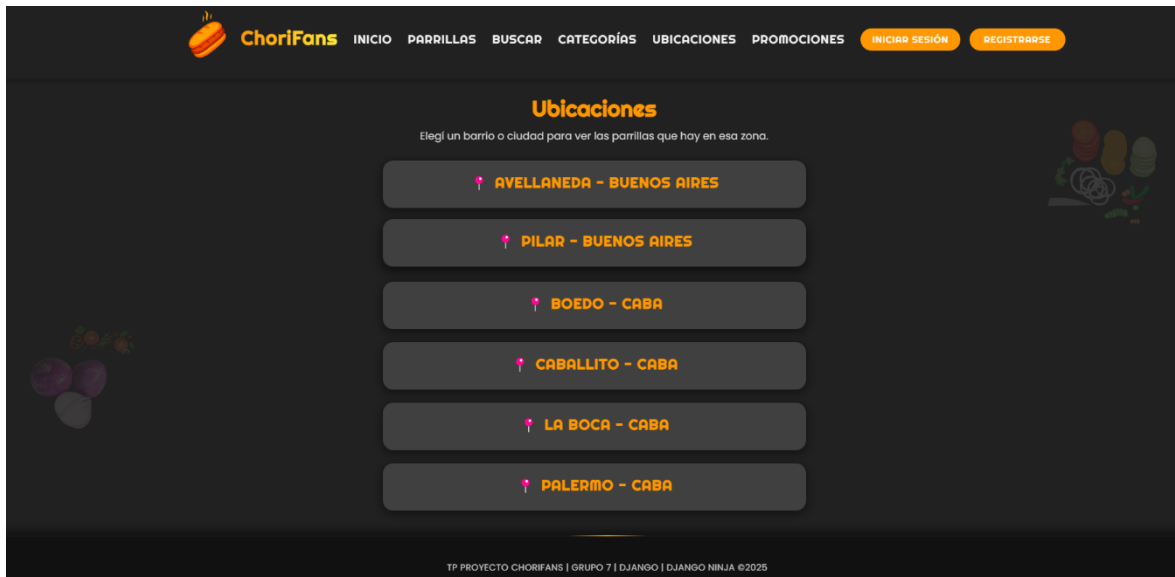 ChoriFans INICIO PARRILLAS BUSCAR CATEGORÍAS UBICACIONES PROMOCIONES INICIAR SESIÓN REGISTRARSE
Ubicaciones
Elegí un barrio o ciudad para ver las parrillas que hay en esa zona.
AVELLANEDA - BUENOS AIRES
PILAR - BUENOS AIRES
BOEDO - CABA
CABALLITO - CABA
LA BOCA - CABA
PALERMO - CABA
TP PROYECTO CHORIFANS | GRUPO 7 | DJANGO | DJANGO NINJA ©2025